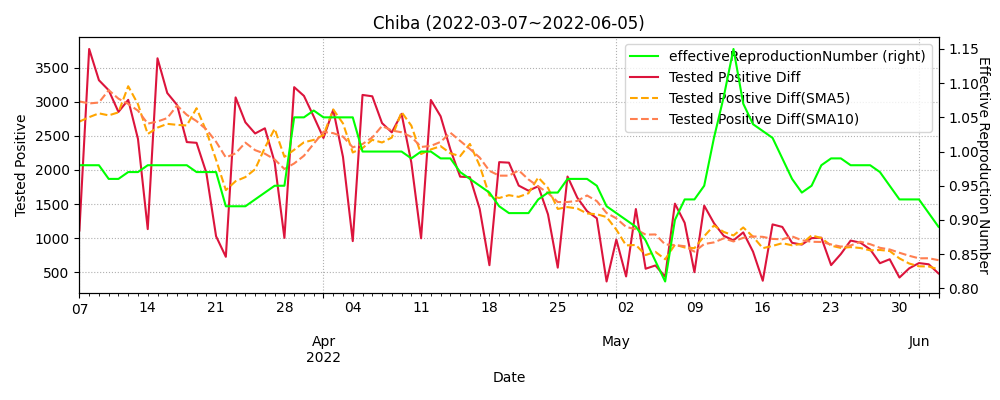 Chiba (2022-03-07~2022-06-05)
effectiveReproductionNumber (right)
Tested Positive Diff
Tested Positive Diff(SMA5)
Tested Positive Diff(SMA10)
Tested Positive
3500
3000
2500
2000
1500
1000
500
1.15
1.10
1.05
1.00
0.95
0.90
0.85
0.80
Effective Reproduction Number
07 14 21 28 04 11 18 25 02 09 16 23 30
Apr May Jun
2022
Date